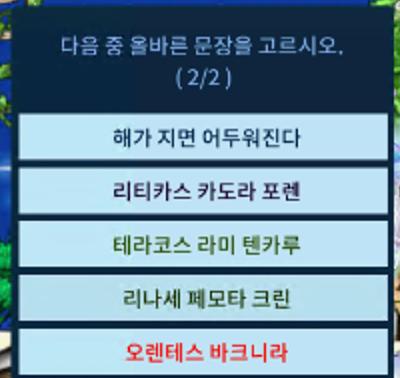 다음 중 올바른 문장을 고르시오.
( 2/2 )
해가 지면 어두워진다
리티카스 카도라 포렌
테라코스 라미 텐카루
리나세 페모타 크린
오렌테스 바크니라